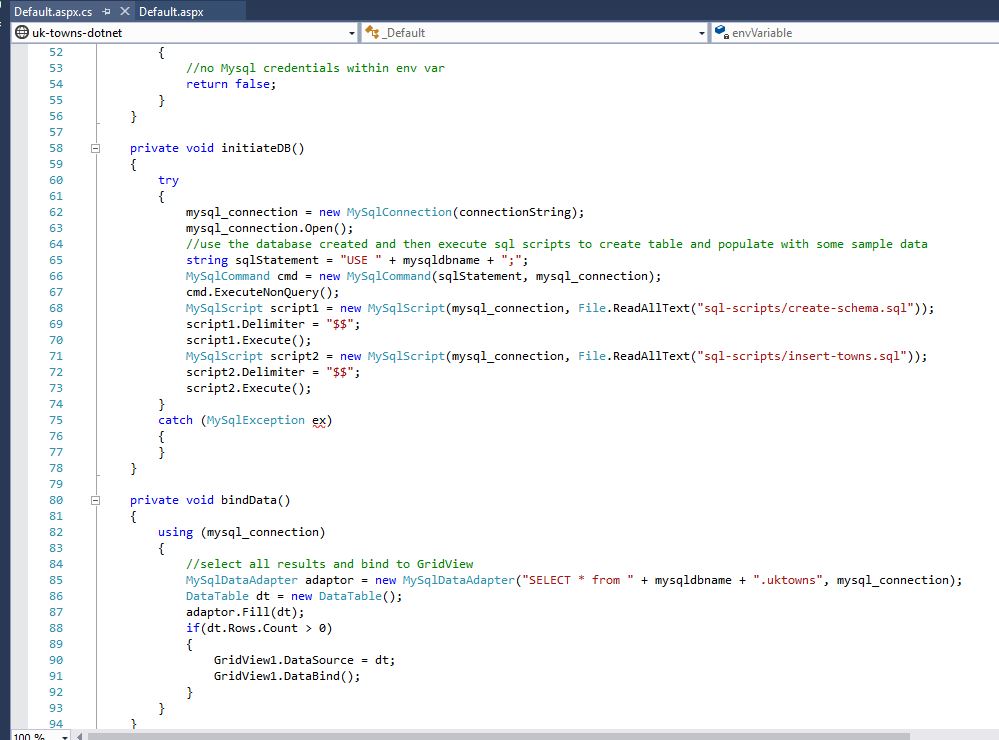 Default.aspx.cs Default.aspx
uk-towns-dotnet _Default envVariable
52 {
53 //no Mysql credentials within env var
54 return false;
55 }
56 }
57
58 private void initiateDB()
59 {
60 try
61 {
62 mysql_connection = new MySqlConnection(connectionString);
63 mysql_connection.Open();
64 //use the database created and then execute sql scripts to create table and populate with some sample data
65 string sqlStatement = "USE " + mysqldbname + ";";
66 MySqlCommand cmd = new MySqlCommand(sqlStatement, mysql_connection);
67 cmd.ExecuteNonQuery();
68 MySqlScript script1 = new MySqlScript(mysql_connection, File.ReadAllText("sql-scripts/create-schema.sql"));
69 script1.Delimiter = "$$";
70 script1.Execute();
71 MySqlScript script2 = new MySqlScript(mysql_connection, File.ReadAllText("sql-scripts/insert-towns.sql"));
72 script2.Delimiter = "$$";
73 script2.Execute();
74 }
75 catch (MySqlException ex)
76 {
77 }
78 }
79
80 private void bindData()
81 {
82 using (mysql_connection)
83 {
84 //select all results and bind to GridView
85 MySqlDataAdapter adaptor = new MySqlDataAdapter("SELECT * from " + mysqldbname + ".uktowns", mysql_connection);
86 DataTable dt = new DataTable();
87 adaptor.Fill(dt);
88 if(dt.Rows.Count > 0)
89 {
90 GridView1.DataSource = dt;
91 GridView1.DataBind();
92 }
93 }
94 }
100 %